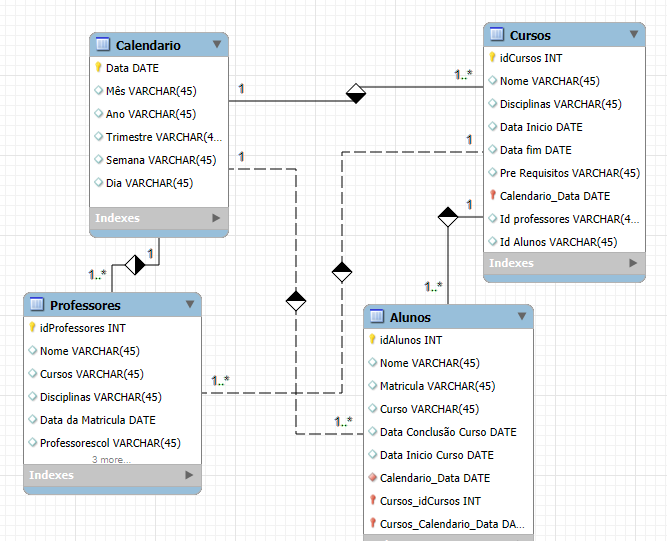 Calendario
Data DATE
Mês VARCHAR(45)
Ano VARCHAR(45)
Trimestre VARCHAR(4...
Semana VARCHAR(45)
Dia VARCHAR(45)
Indexes
Cursos
idCursos INT
Nome VARCHAR(45)
Disciplinas VARCHAR(45)
Data Inicio DATE
Data fim DATE
Pre Requisitos VARCHAR(45)
Calendario_Data DATE
Id professores VARCHAR(4...
Id Alunos VARCHAR(45)
Indexes
1
1..*
1
1
1
1..*
1
1..*
1..*
1..*
Professores
idProfessores INT
Nome VARCHAR(45)
Cursos VARCHAR(45)
Disciplinas VARCHAR(45)
Data da Matricula DATE
Professorescol VARCHAR(45)
3 more...
Indexes
Alunos
idAlunos INT
Nome VARCHAR(45)
Matricula VARCHAR(45)
Curso VARCHAR(45)
Data Conclusão Curso DATE
Data Inicio Curso DATE
Calendario_Data DATE
Cursos_idCursos INT
Cursos_Calendario_Data DA...